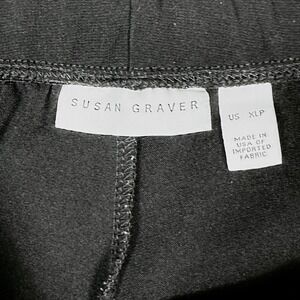 SUSAN GRAVER
US XLP
MADE IN
USA OF
IMPORTED
FABRIC